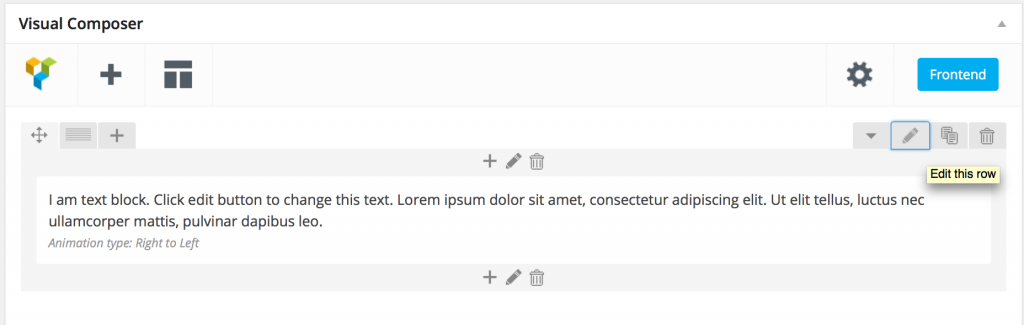 Visual Composer
Frontend
Edit this row
I am text block. Click edit button to change this text. Lorem ipsum dolor sit amet, consectetur adipiscing elit. Ut elit tellus, luctus nec
ullamcorper mattis, pulvinar dapibus leo.
Animation type: Right to Left